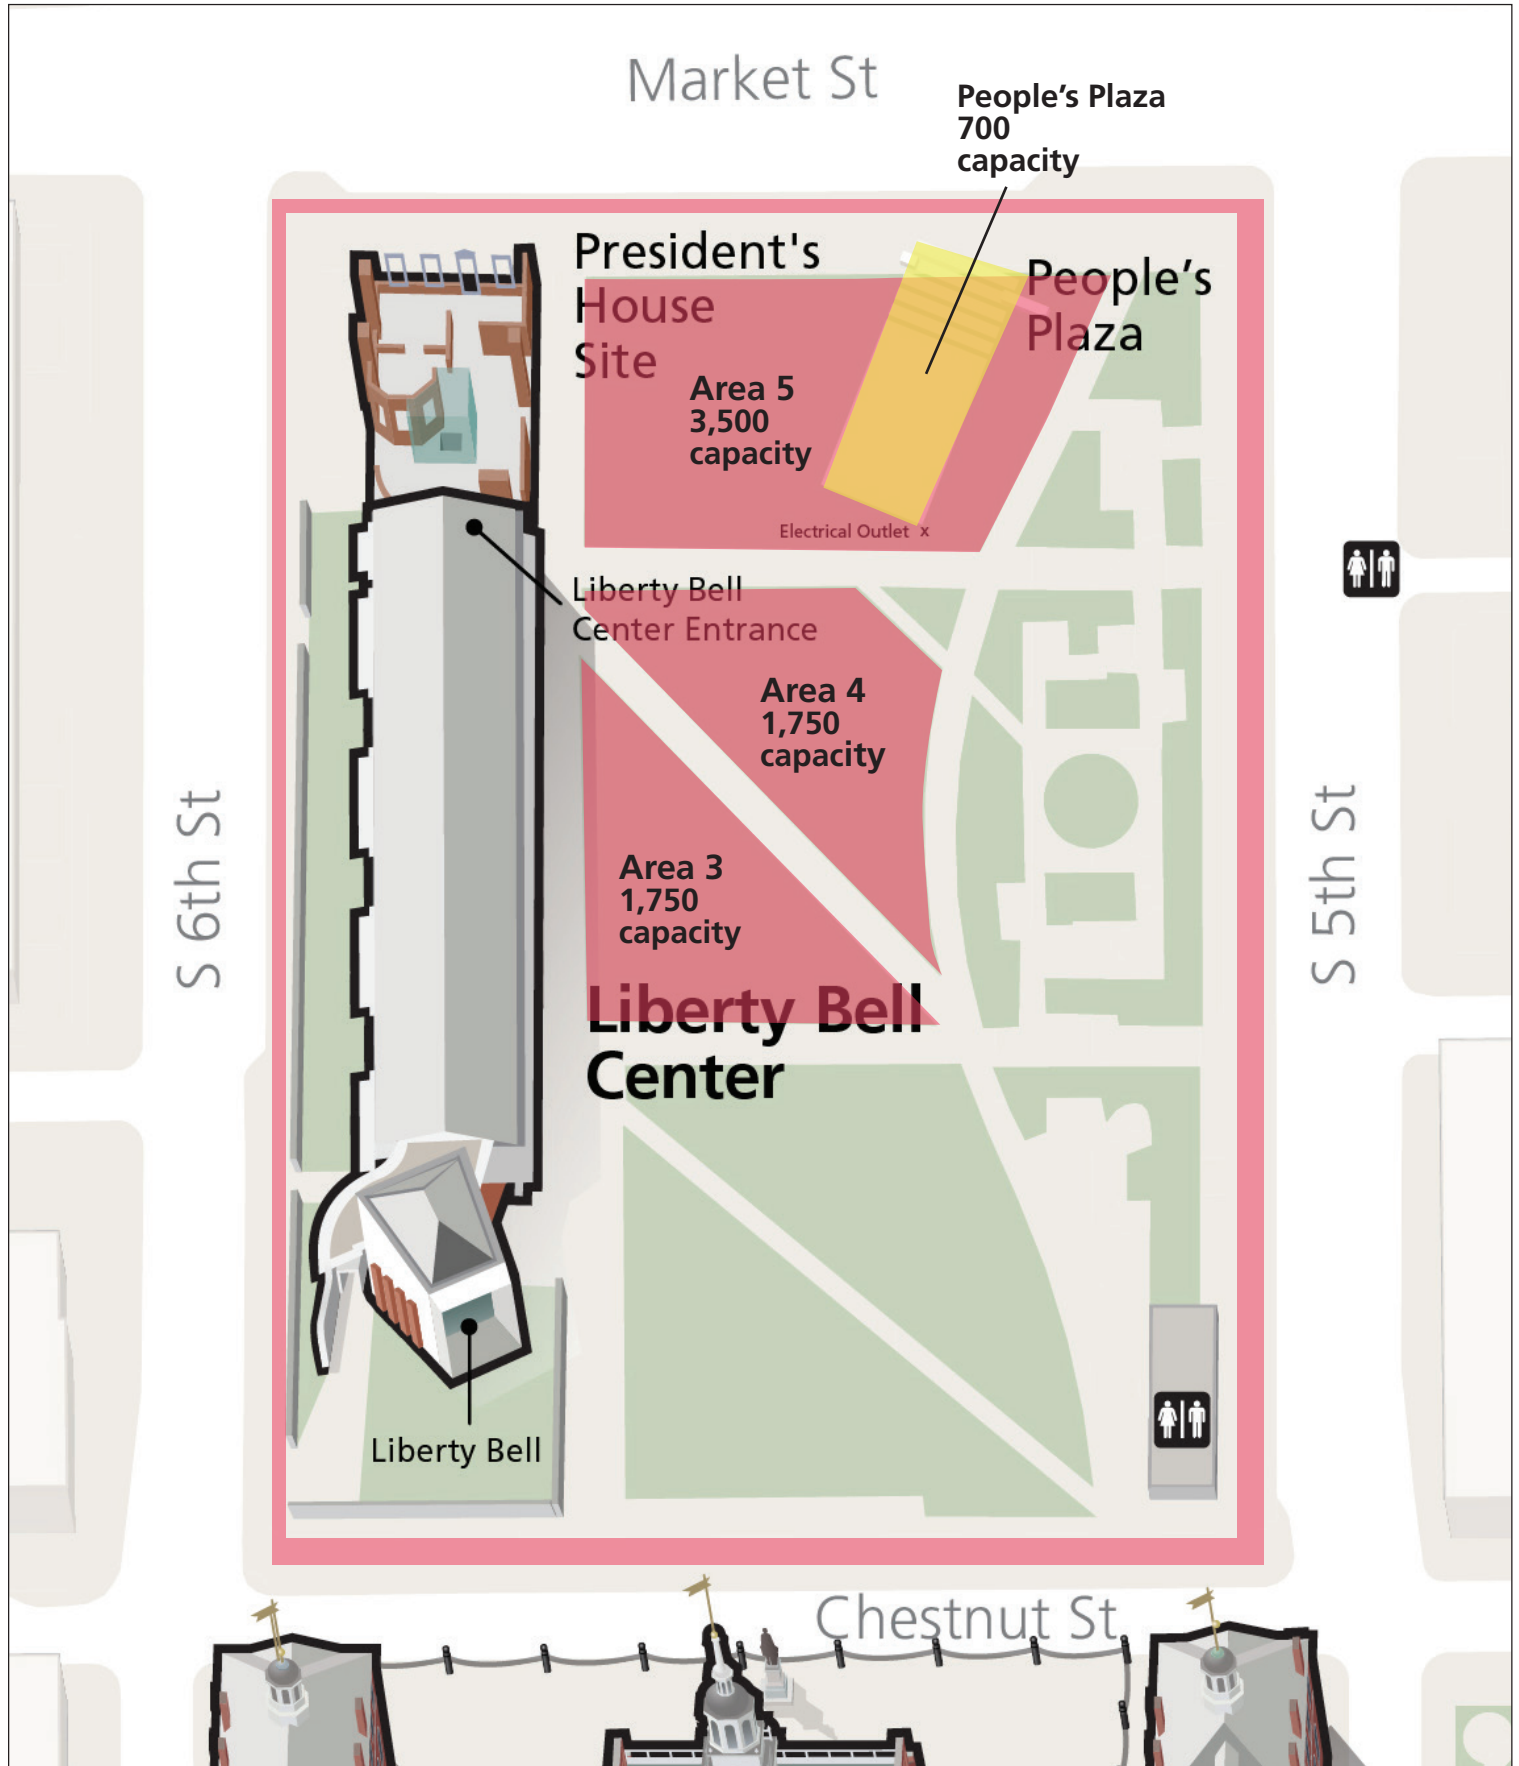 Market St
People's Plaza
700
capacity
President's
House
Site
People's
Plaza
Area 5
3,500
capacity
Electrical Outlet x
Liberty Bell
Center Entrance
Area 4
1,750
capacity
S 6th St
S 5th St
Area 3
1,750
capacity
Liberty Bell
Center
Liberty Bell
Chestnut St